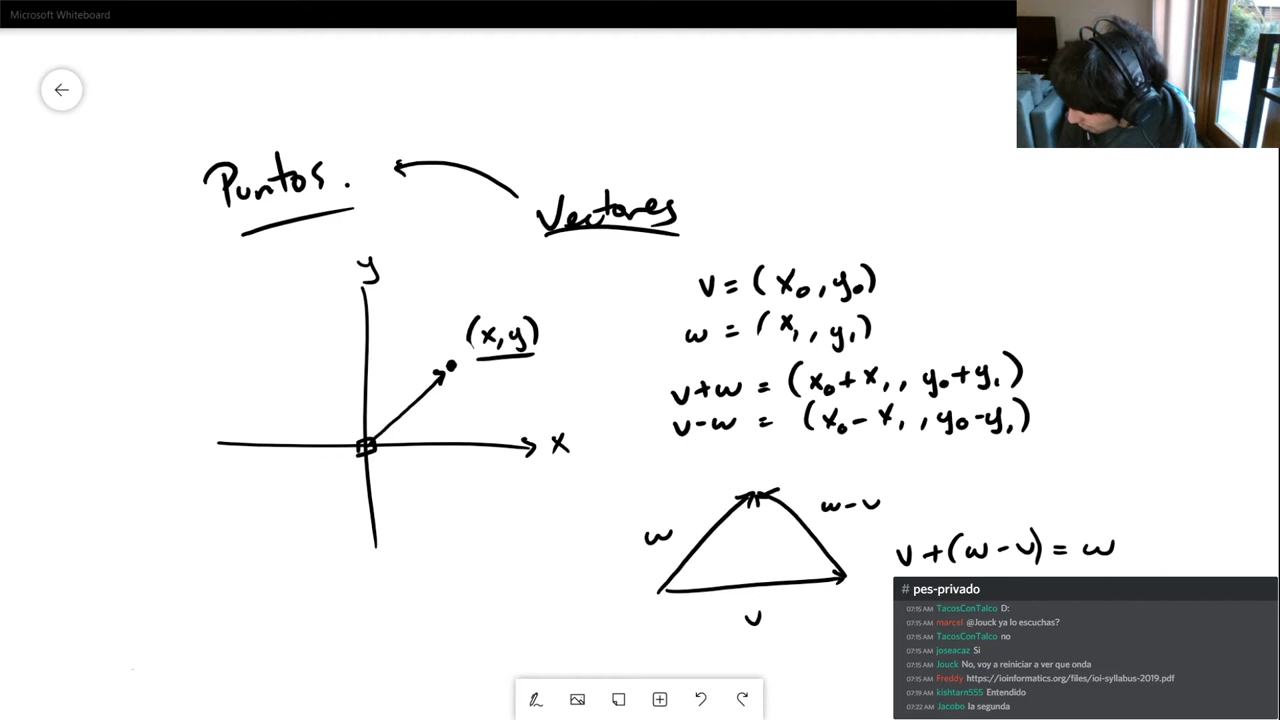 Microsoft Whiteboard
Puntos.
Vectores
y
(x,y)
x
v = (x₀, y₀)
w = (x₁, y₁)
v+w = (x₀+x₁, y₀+y₁)
v-w = (x₀-x₁, y₀-y₁)
w
w-v
v
v+(w-v) = w
# pes-privado
07:15 AM TacosConTalco D:
07:15 AM marcel @Jouck ya lo escuchas?
07:15 AM TacosConTalco no
07:15 AM joseacaz Si
07:15 AM Jouck No, voy a reiniciar a ver que onda
07:15 AM Freddy https://ioinformatics.org/files/ioi-syllabus-2019.pdf
07:19 AM kishtarn555 Entendido
07:22 AM Jacobo la segunda